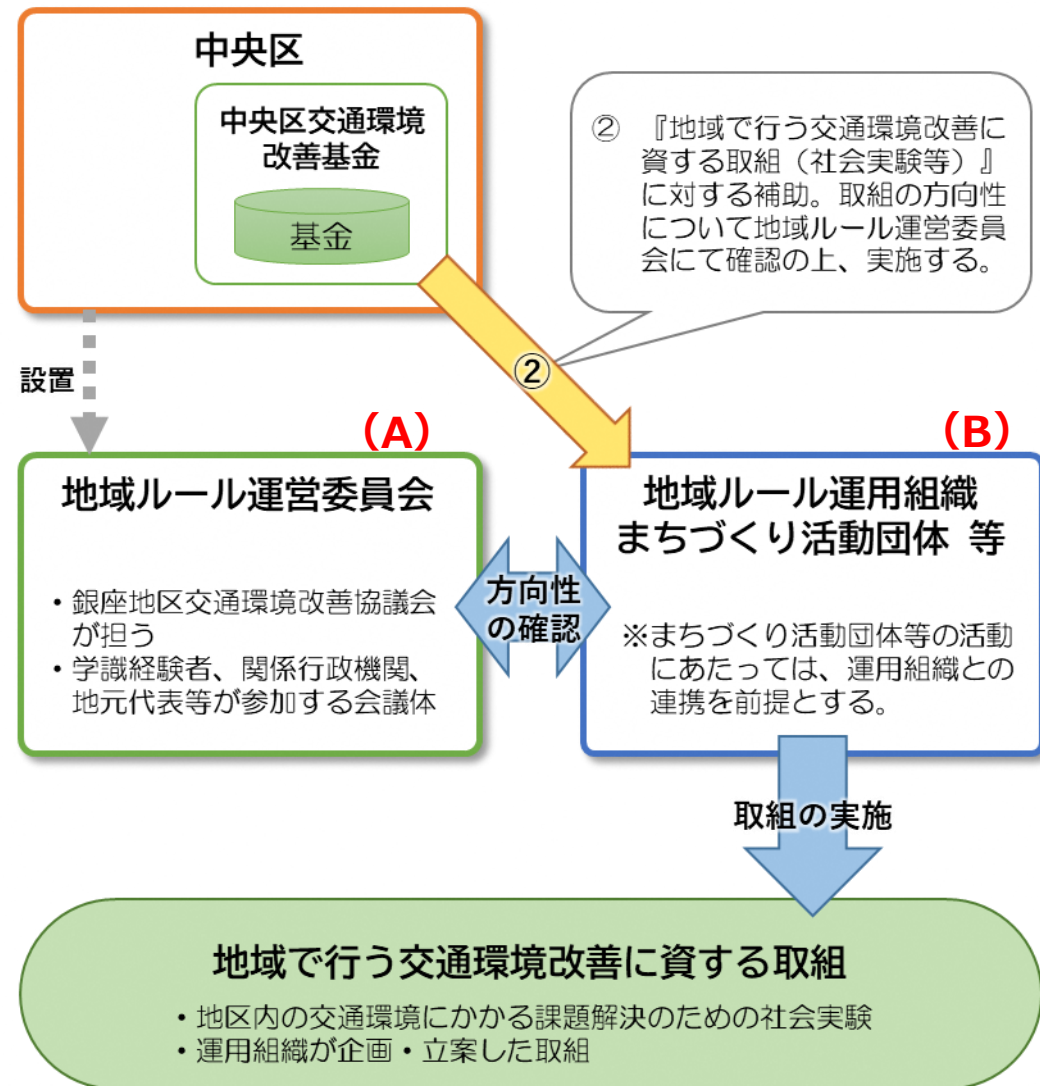 中央区
中央区交通環境
改善基金
基金
② 『地域で行う交通環境改善に
資する取組（社会実験等）』
に対する補助。取組の方向性
について地域ルール運営委員
会にて確認の上、実施する。
②
設置
（A）
地域ルール運営委員会
・銀座地区交通環境改善協議会
が担う
・学識経験者、関係行政機関、
地元代表等が参加する会議体
方向性
の確認
（B）
地域ルール運用組織
まちづくり活動団体 等
※まちづくり活動団体等の活動
にあたっては、運用組織との
連携を前提とする。
取組の実施
地域で行う交通環境改善に資する取組
・地区内の交通環境にかかる課題解決のための社会実験
・運用組織が企画・立案した取組